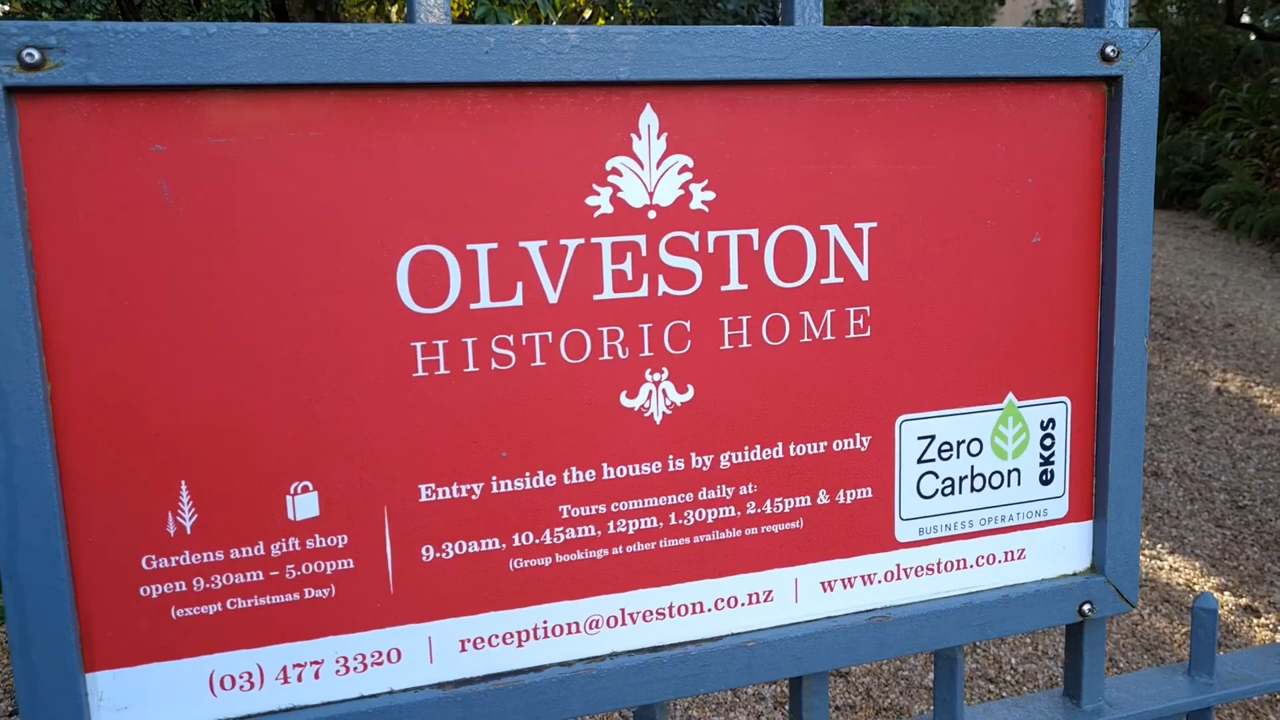 OLVESTON
HISTORIC HOME
Entry inside the house is by guided tour only
Tours commence daily at:
9.30am, 10.45am, 12pm, 1.30pm, 2.45pm & 4pm
(Group bookings at other times available on request)
Gardens and gift shop
open 9.30am – 5.00pm
(except Christmas Day)
Zero
Carbon
ekos
BUSINESS OPERATIONS
(03) 477 3320 | reception@olveston.co.nz | www.olveston.co.nz